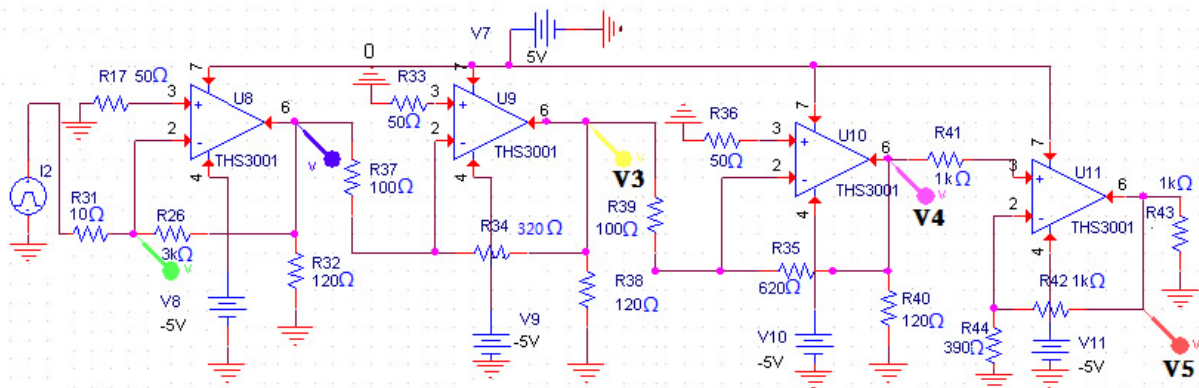 V7
5V
0
R17 50Ω
7
3
+
U8
6
2
-
THS3001
4
V
I2
R31
10Ω
R26
3kΩ
V
R32
120Ω
V8
-5V
R33
50Ω
7
3
+
U9
6
2
-
THS3001
4
V
V3
R37
100Ω
R34 320Ω
R38
120Ω
V9
-5V
R39
100Ω
R36
50Ω
7
3
+
U10
6
2
-
THS3001
4
V
V4
R35
620Ω
R40
120Ω
V10
-5V
R41
1kΩ
7
3
+
U11
6
2
-
THS3001
4
1kΩ
R43
R42 1kΩ
R44
390Ω
V11
-5V
V
V5